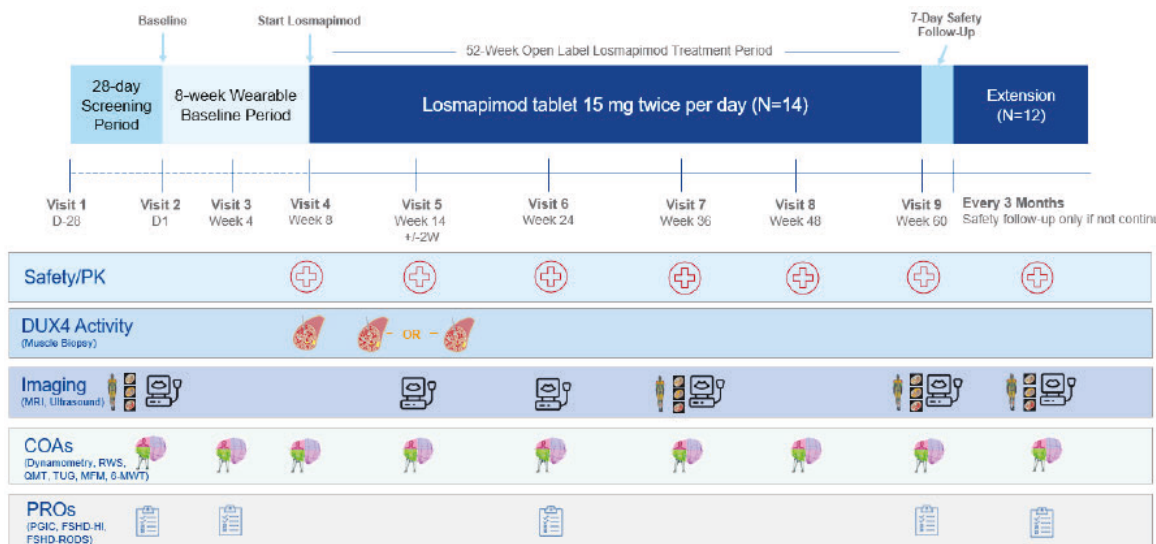 Baseline
Start Losmapimod
7-Day Safety
Follow-Up
52-Week Open Label Losmapimod Treatment Period
28-day
Screening
Period
8-week Wearable
Baseline Period
Losmapimod tablet 15 mg twice per day (N=14)
Extension
(N=12)
Visit 1
D-28
Visit 2
D1
Visit 3
Week 4
Visit 4
Week 8
Visit 5
Week 14
+/-2W
Visit 6
Week 24
Visit 7
Week 36
Visit 8
Week 48
Visit 9
Week 60
Every 3 Months
Safety follow-up only if not continu
Safety/PK
DUX4 Activity
(Muscle Biopsy)
- OR -
Imaging
(MRI, Ultrasound)
COAs
(Dynamometry, RWS,
QMT, TUG, MFM, 6-MWT)
PROs
(PGIC, FSHD-HI,
FSHD-RODS)